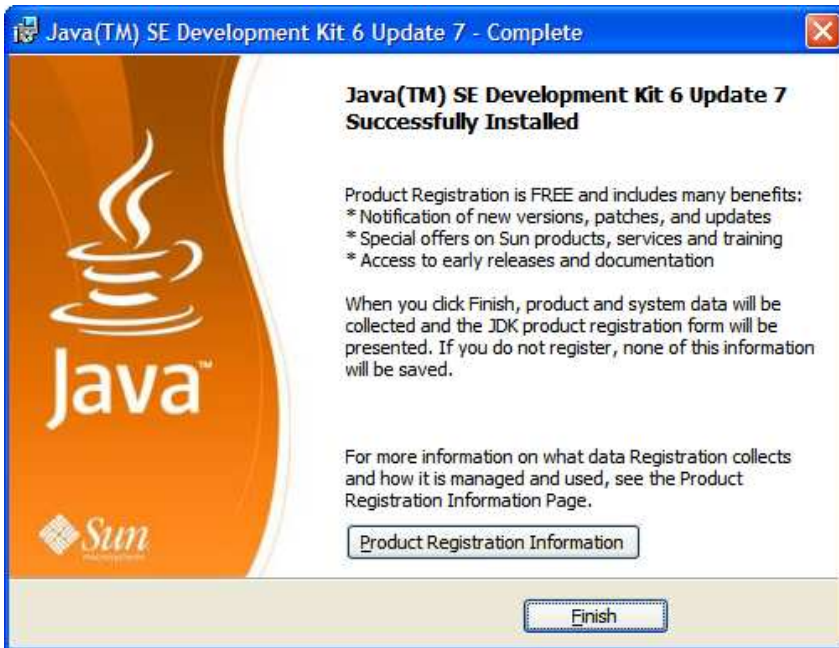 Java(TM) SE Development Kit 6 Update 7 - Complete
Java(TM) SE Development Kit 6 Update 7
Successfully Installed
Product Registration is FREE and includes many benefits:
* Notification of new versions, patches, and updates
* Special offers on Sun products, services and training
* Access to early releases and documentation
When you click Finish, product and system data will be
collected and the JDK product registration form will be
presented. If you do not register, none of this information
will be saved.
For more information on what data Registration collects
and how it is managed and used, see the Product
Registration Information Page.
Product Registration Information
Finish
Java™
Sun
microsystems